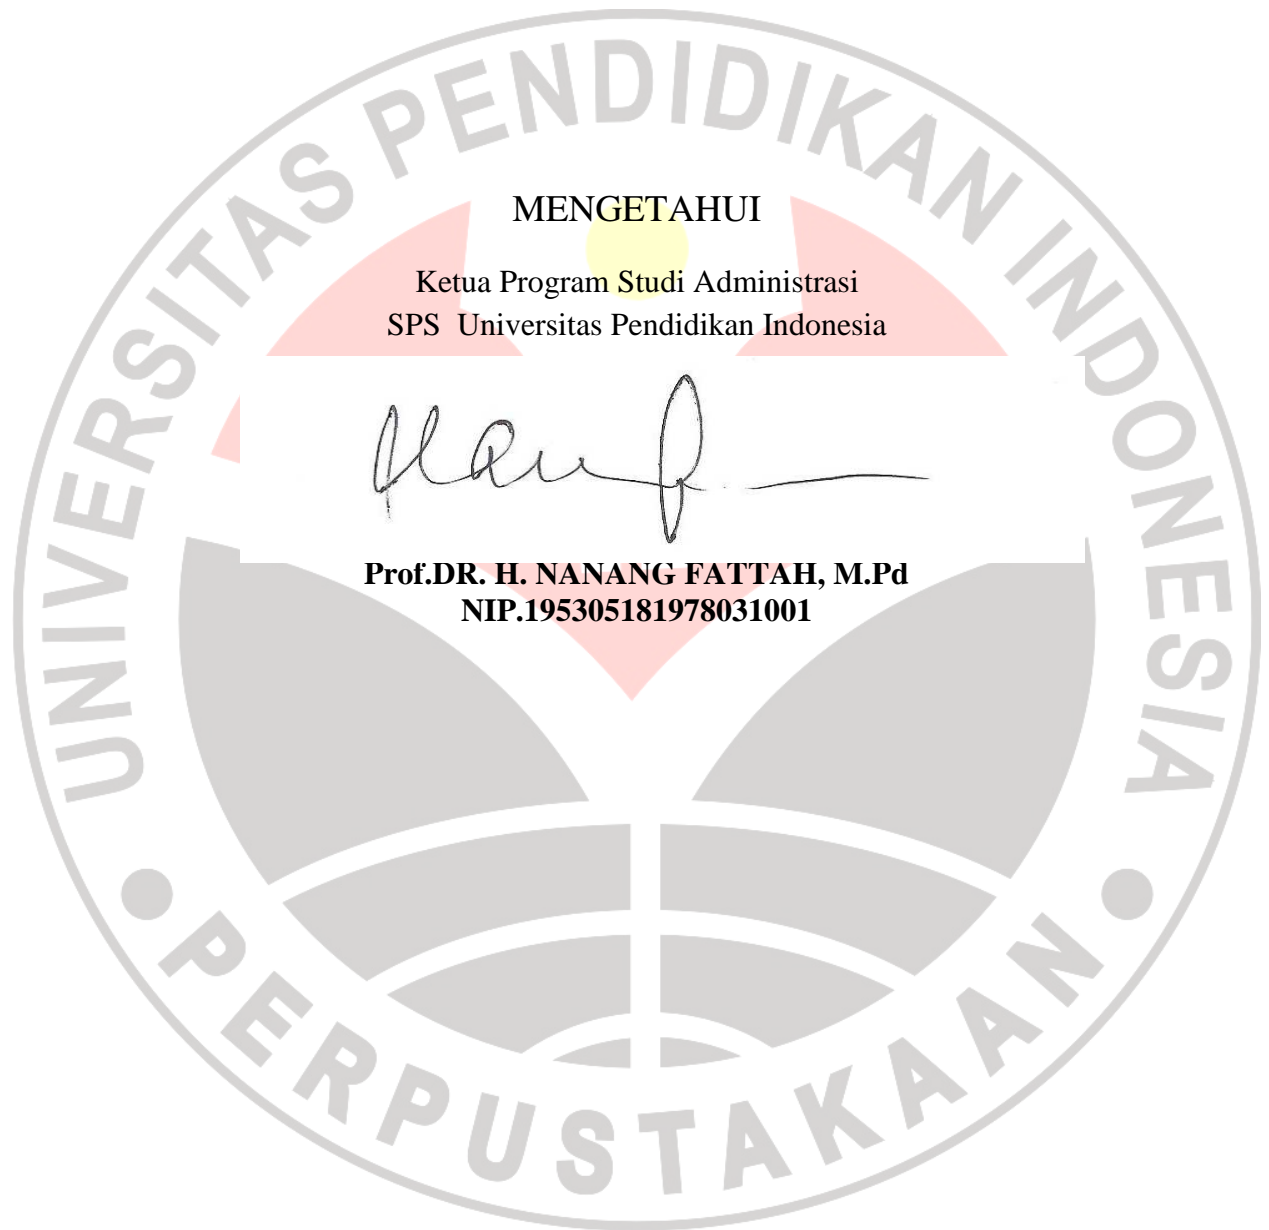 UNIVERSITAS PENDIDIKAN INDONESIA
MENGETAHUI
Ketua Program Studi Administrasi
SPS Universitas Pendidikan Indonesia
Prof.DR. H. NANANG FATTAH, M.Pd
NIP.195305181978031001
PERPUSTAKAAN